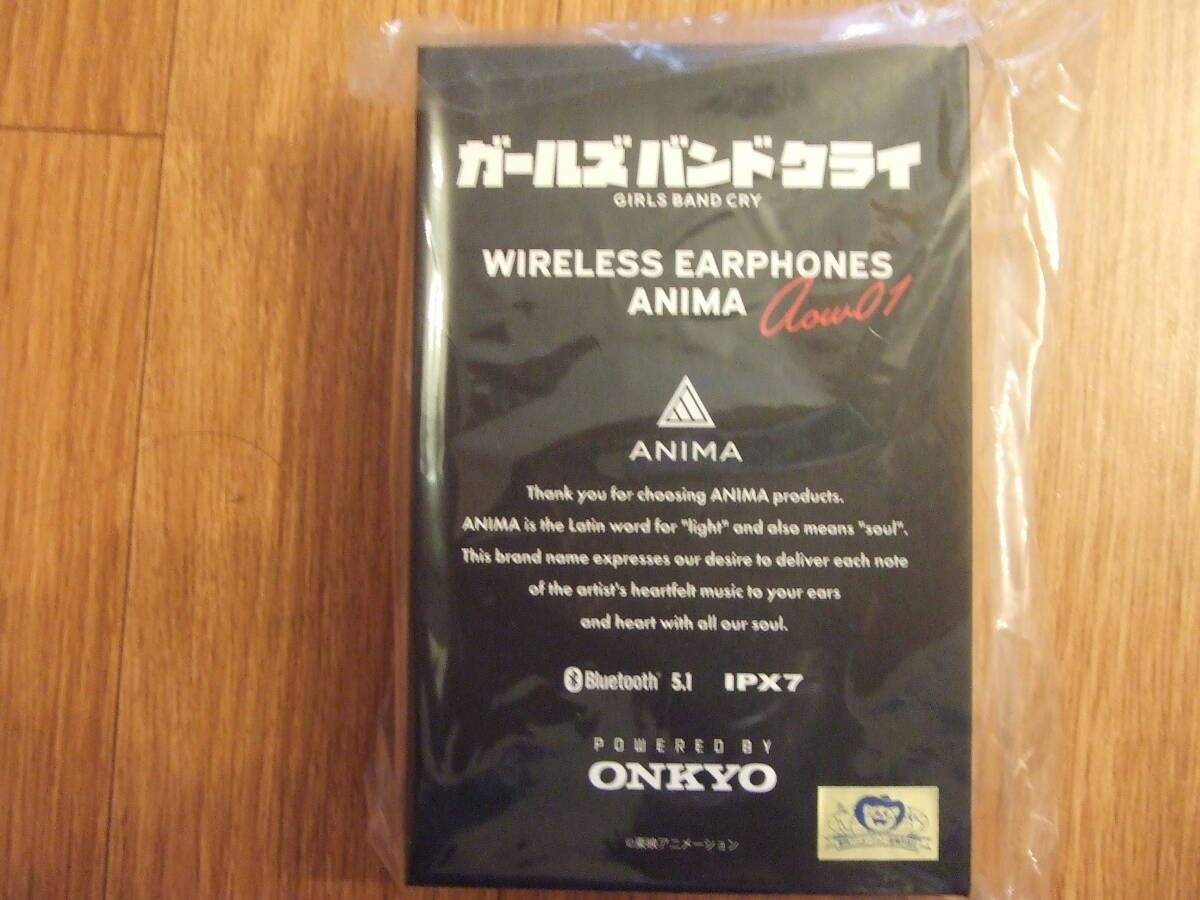 ガールズバンドクライ
GIRLS BAND CRY
WIRELESS EARPHONES
ANIMA aow01
ANIMA
Thank you for choosing ANIMA products.
ANIMA is the Latin word for "light" and also means "soul".
This brand name expresses our desire to deliver each note
of the artist's heartfelt music to your ears
and heart with all our soul.
Bluetooth 5.1 IPX7
POWERED BY
ONKYO
©東映アニメーション